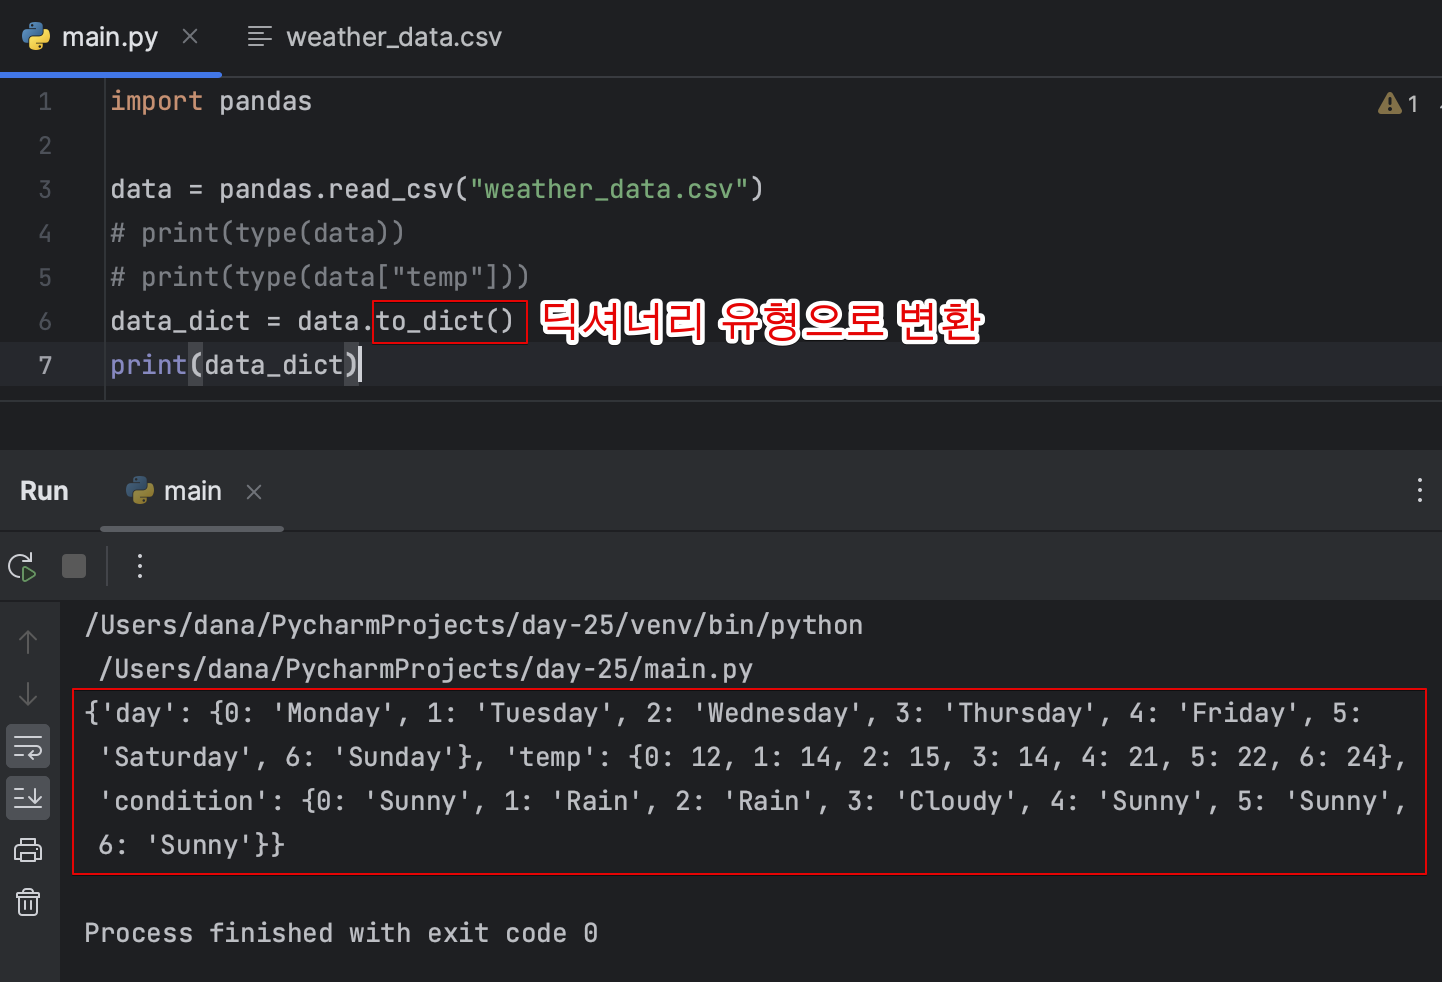 main.py
weather_data.csv
1 import pandas
1
2
3 data = pandas.read_csv("weather_data.csv")
4 # print(type(data))
5 # print(type(data["temp"]))
6 data_dict = data.to_dict() 딕셔너리 유형으로 변환
7 print(data_dict)
Run
main
/Users/dana/PycharmProjects/day-25/venv/bin/python
/Users/dana/PycharmProjects/day-25/main.py
{'day': {0: 'Monday', 1: 'Tuesday', 2: 'Wednesday', 3: 'Thursday', 4: 'Friday', 5:
'Saturday', 6: 'Sunday'}, 'temp': {0: 12, 1: 14, 2: 15, 3: 14, 4: 21, 5: 22, 6: 24},
'condition': {0: 'Sunny', 1: 'Rain', 2: 'Rain', 3: 'Cloudy', 4: 'Sunny', 5: 'Sunny',
6: 'Sunny'}}
Process finished with exit code 0